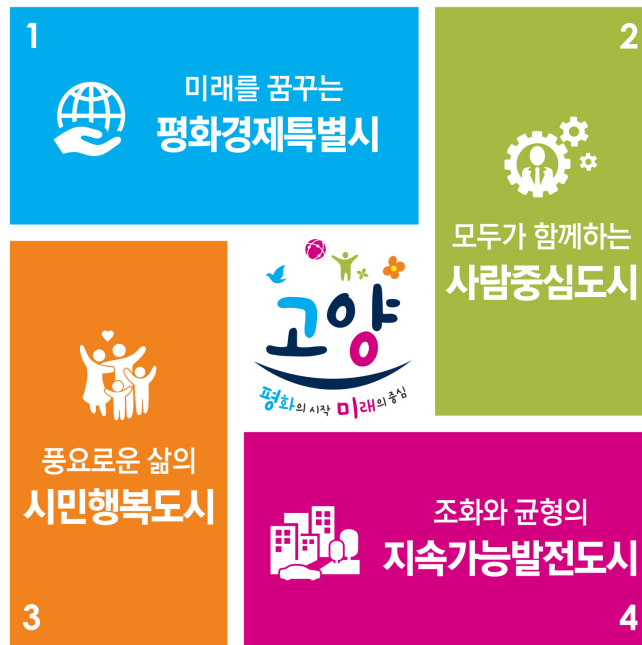 1
미래를 꿈꾸는
평화경제특별시
2
모두가 함께하는
사람중심도시
고양
평화의 시작 미래의 중심
3
풍요로운 삶의
시민행복도시
4
조화와 균형의
지속가능발전도시